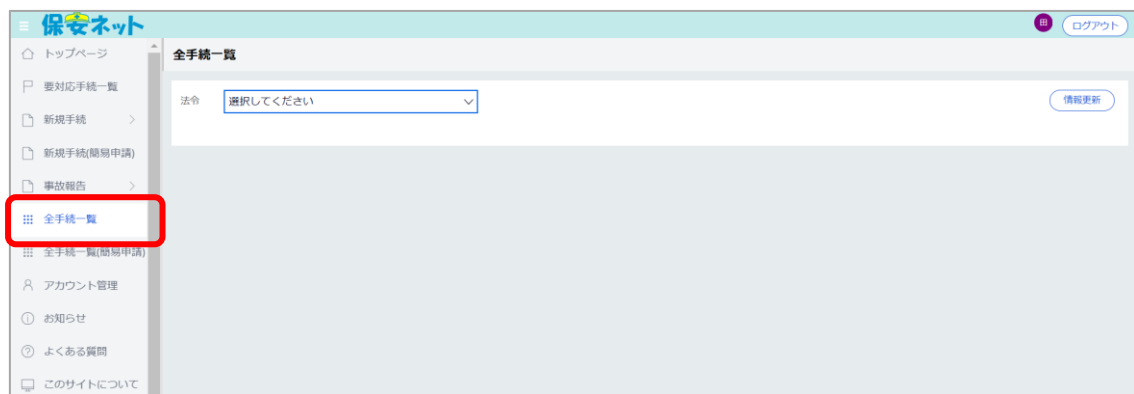 保安ネット
田
ログアウト
トップページ
要対応手続一覧
新規手続
新規手続(簡易申請)
事故報告
全手続一覧
全手続一覧(簡易申請)
アカウント管理
お知らせ
よくある質問
このサイトについて
全手続一覧
法令
選択してください
情報更新